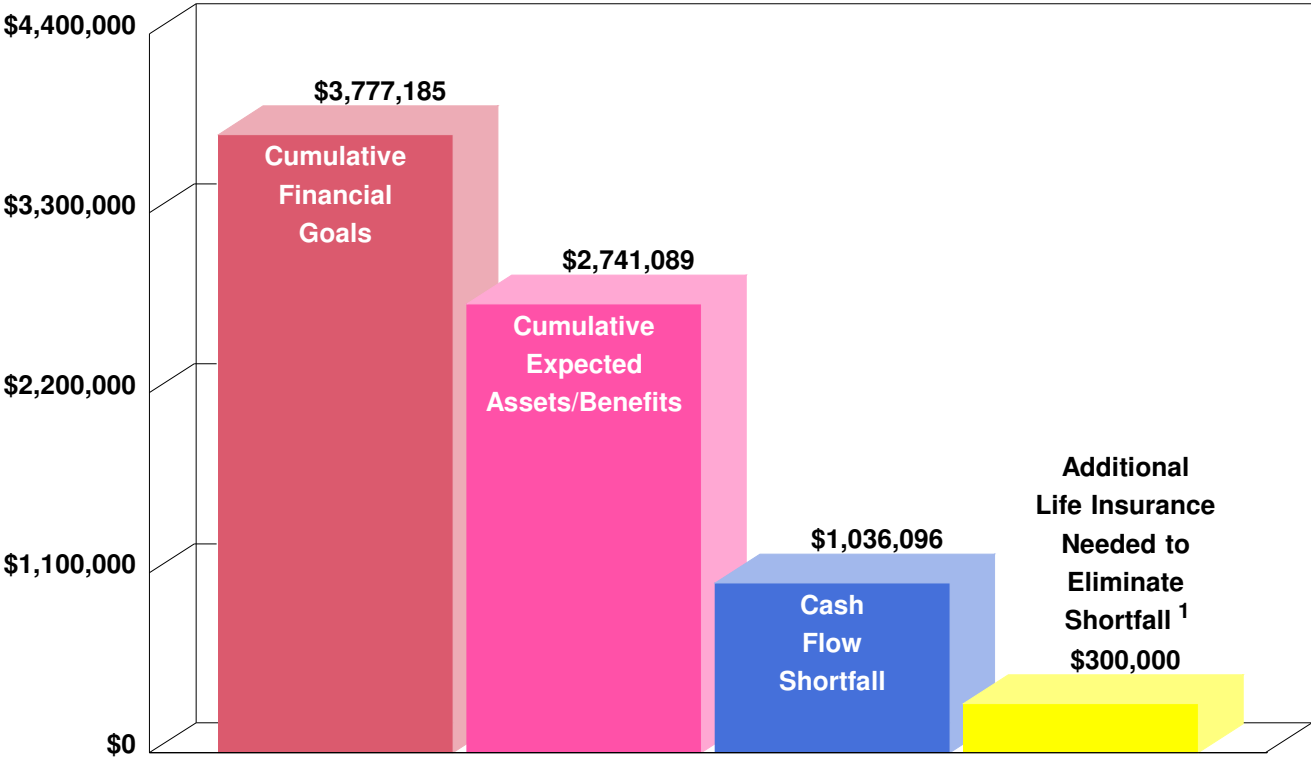 $4,400,000
$3,300,000
$2,200,000
$1,100,000
$0
$3,777,185
Cumulative
Financial
Goals
$2,741,089
Cumulative
Expected
Assets/Benefits
$1,036,096
Cash
Flow
Shortfall
Additional
Life Insurance
Needed to
Eliminate
Shortfall 1
$300,000